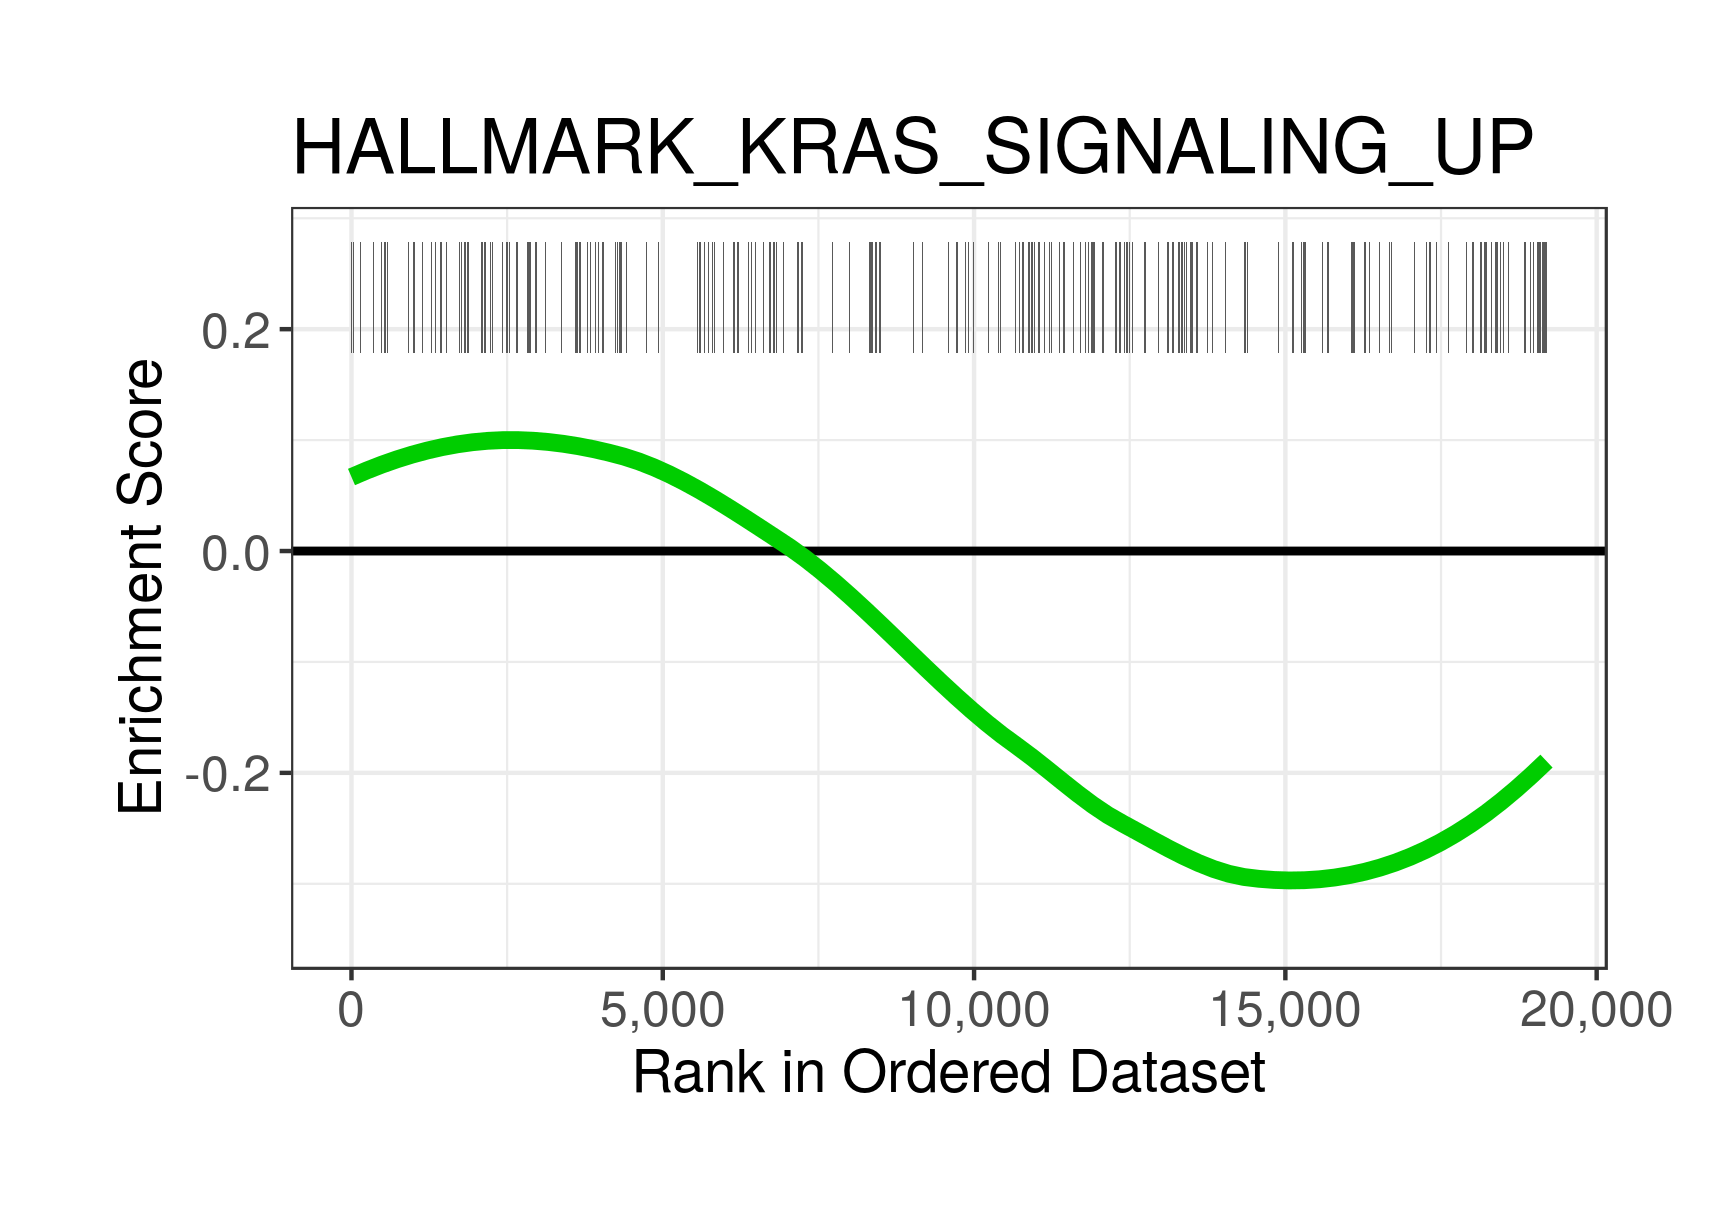 HALLMARK_KRAS_SIGNALING_UP
0.2
0.0
-0.2
Enrichment Score
0 5,000 10,000 15,000 20,000
Rank in Ordered Dataset